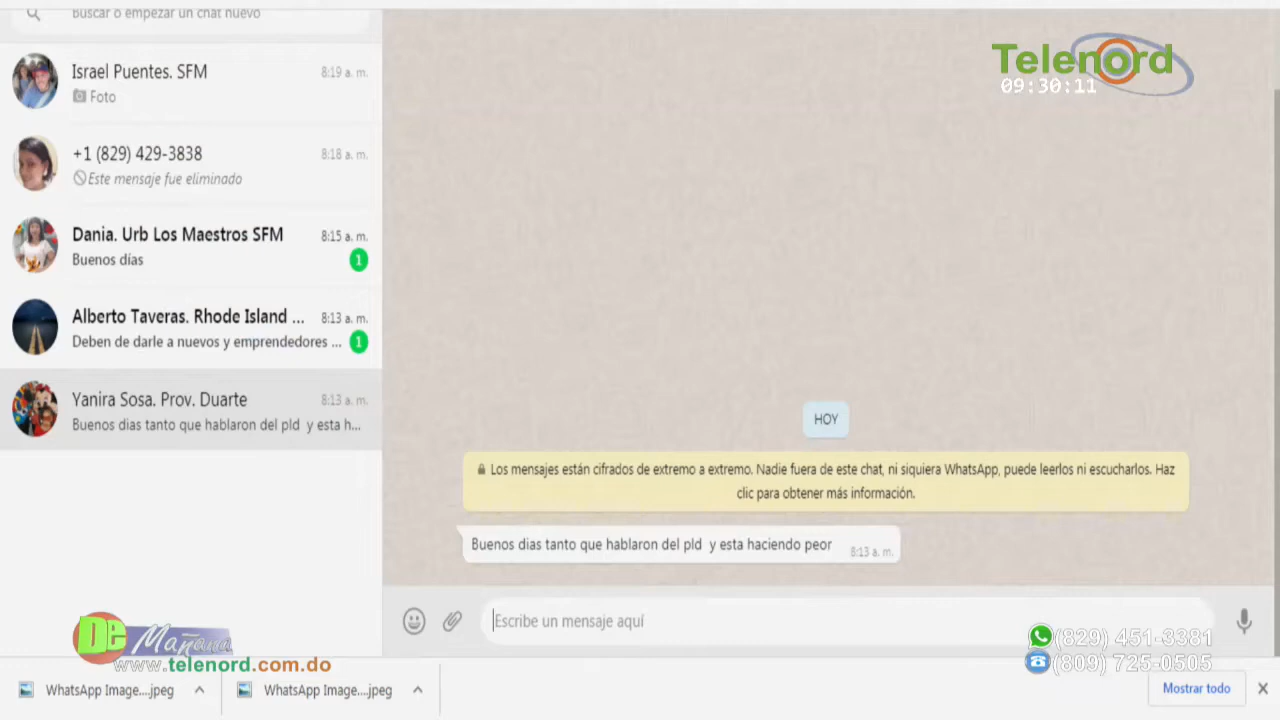 Buscar o empezar un chat nuevo
Israel Puentes. SFM
8:19 a. m.
Foto
+1 (829) 429-3838
8:18 a. m.
Este mensaje fue eliminado
Dania. Urb Los Maestros SFM
8:15 a. m.
Buenos días
1
Alberto Taveras. Rhode Island ...
8:13 a. m.
Deben de darle a nuevos y emprendedores ...
1
Yanira Sosa. Prov. Duarte
8:13 a. m.
Buenos dias tanto que hablaron del pld y esta h...
Telenord
09:30:11
HOY
Los mensajes están cifrados de extremo a extremo. Nadie fuera de este chat, ni siquiera WhatsApp, puede leerlos ni escucharlos. Haz
clic para obtener más información.
Buenos dias tanto que hablaron del pld y esta haciendo peor
8:13 a. m.
Escribe un mensaje aquí
De Mañana
www.telenord.com.do
(829) 451-3381
(809) 725-0505
WhatsApp Image....jpeg
WhatsApp Image....jpeg
Mostrar todo